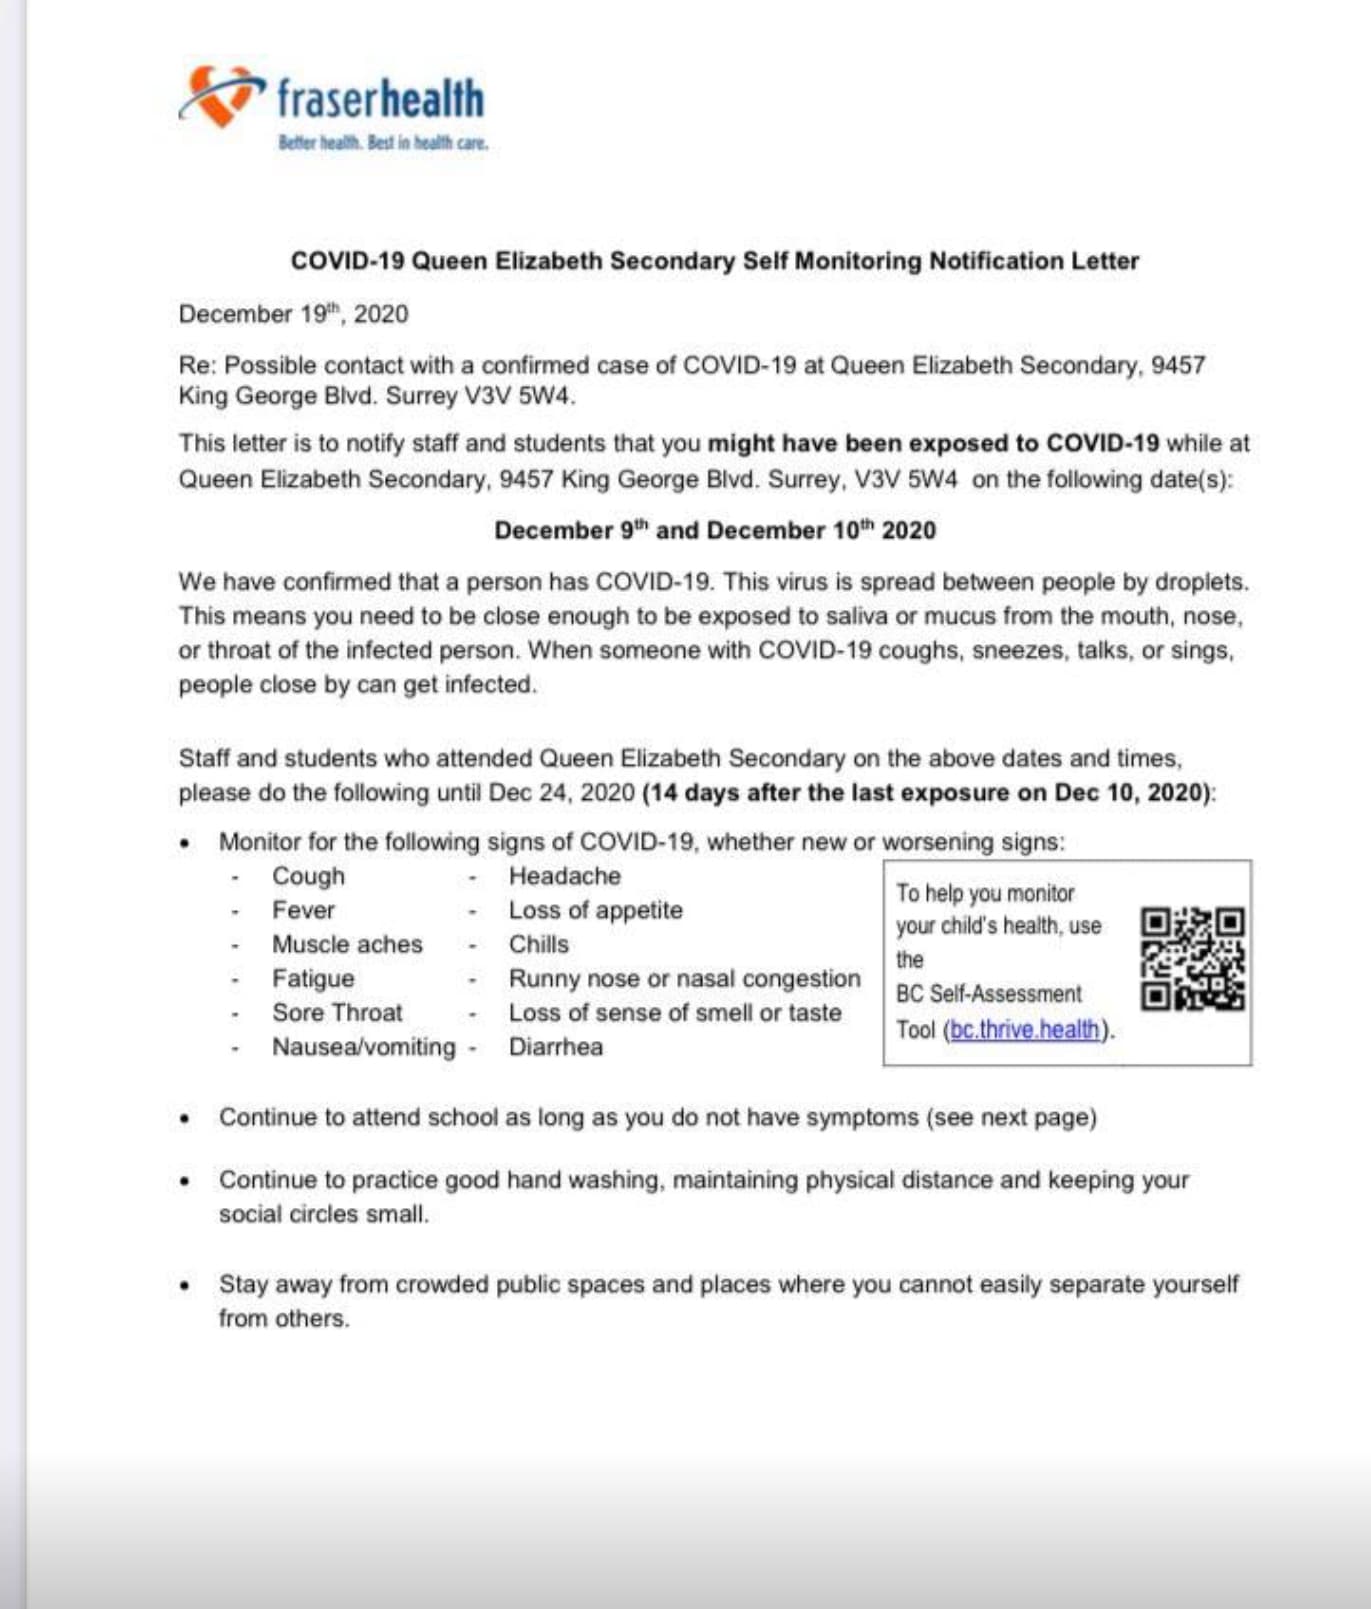 fraserhealth
Better health. Best in health care.
COVID-19 Queen Elizabeth Secondary Self Monitoring Notification Letter
December 19th, 2020
Re: Possible contact with a confirmed case of COVID-19 at Queen Elizabeth Secondary, 9457
King George Blvd. Surrey V3V 5W4.
This letter is to notify staff and students that you might have been exposed to COVID-19 while at
Queen Elizabeth Secondary, 9457 King George Blvd. Surrey, V3V 5W4 on the following date(s):
December 9th and December 10th 2020
We have confirmed that a person has COVID-19. This virus is spread between people by droplets.
This means you need to be close enough to be exposed to saliva or mucus from the mouth, nose,
or throat of the infected person. When someone with COVID-19 coughs, sneezes, talks, or sings,
people close by can get infected.
Staff and students who attended Queen Elizabeth Secondary on the above dates and times,
please do the following until Dec 24, 2020 (14 days after the last exposure on Dec 10, 2020):
• Monitor for the following signs of COVID-19, whether new or worsening signs:
- Cough - Headache
- Fever - Loss of appetite
- Muscle aches - Chills
- Fatigue - Runny nose or nasal congestion
- Sore Throat - Loss of sense of smell or taste
- Nausea/vomiting - Diarrhea
To help you monitor
your child's health, use
the
BC Self-Assessment
Tool (bc.thrive.health).
• Continue to attend school as long as you do not have symptoms (see next page)
• Continue to practice good hand washing, maintaining physical distance and keeping your
social circles small.
• Stay away from crowded public spaces and places where you cannot easily separate yourself
from others.